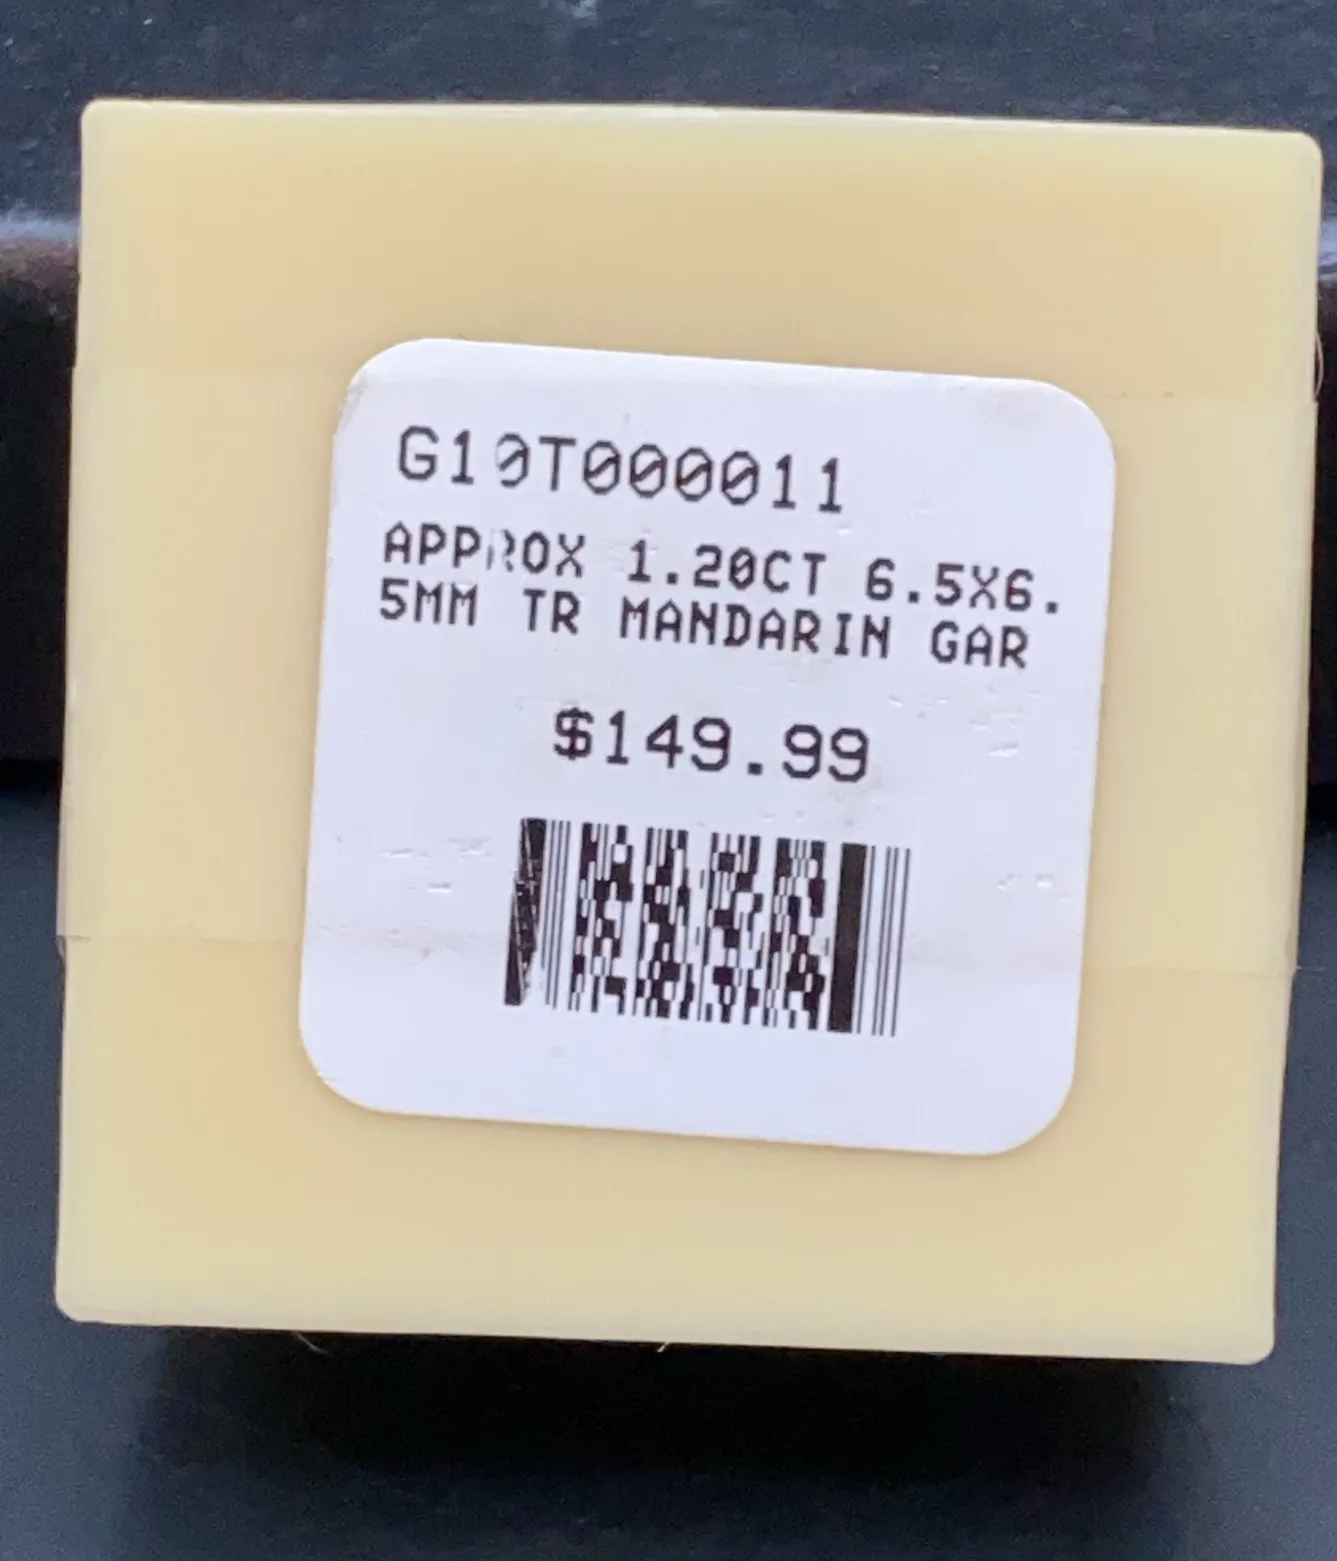 G10T000011
APPROX 1.20CT 6.5X6.
5MM TR MANDARIN GAR
$149.99